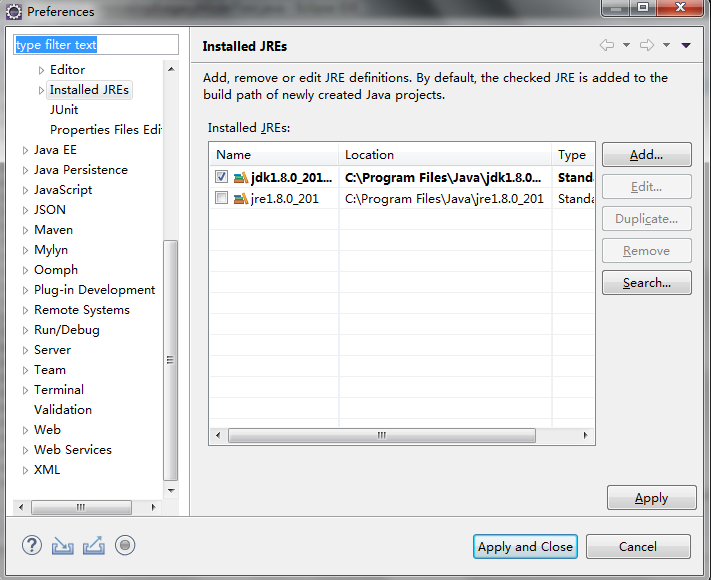 Preferences
type filter text
Editor
Installed JREs
JUnit
Properties Files Edi
Java EE
Java Persistence
JavaScript
JSON
Maven
Mylyn
Oomph
Plug-in Development
Remote Systems
Run/Debug
Server
Team
Terminal
Validation
Web
Web Services
XML
Installed JREs
Add, remove or edit JRE definitions. By default, the checked JRE is added to the
build path of newly created Java projects.
Installed JREs:
Name Location Type
jdk1.8.0_201... C:\Program Files\Java\jdk1.8.0... Standa
jre1.8.0_201 C:\Program Files\Java\jre1.8.0_201 Standa
Add...
Edit...
Duplicate...
Remove
Search...
Apply
?
Apply and Close
Cancel